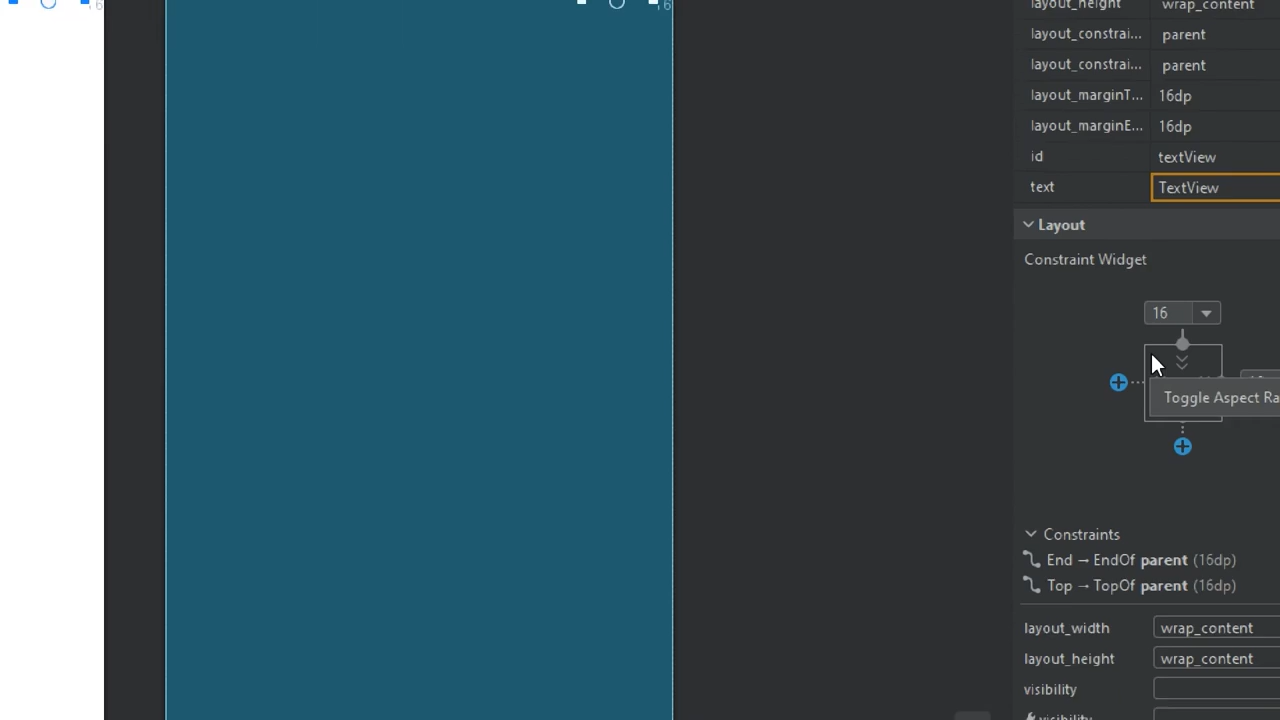 layout_height wrap_content
layout_constrai... parent
layout_constrai... parent
layout_marginT... 16dp
layout_marginE... 16dp
id textView
text TextView
Layout
Constraint Widget
16
Toggle Aspect Ra
Constraints
End → EndOf parent (16dp)
Top → TopOf parent (16dp)
layout_width wrap_content
layout_height wrap_content
visibility
visibility